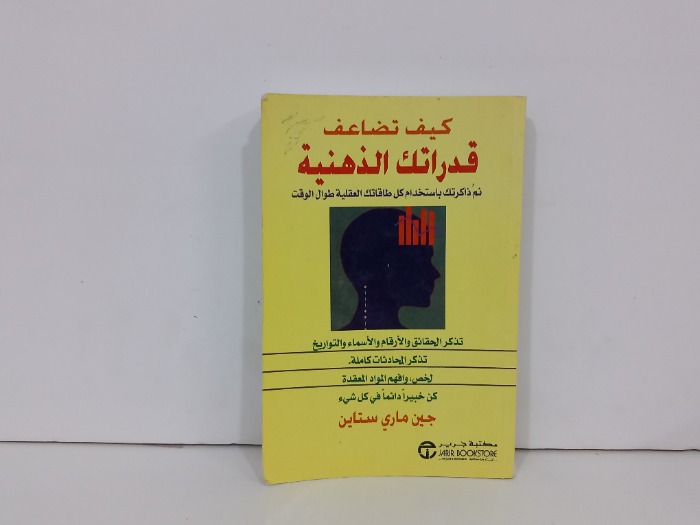 كيف تضاعف
قدراتك الذهنية
نمُ ذاكرتك باستخدام كل طاقاتك العقلية طوال الوقت
تذكر الحقائق والأرقام والأسماء والتواريخ
تذكر المحادثات كاملة.
لخص، وافهم المواد المعقدة
كن خبيراً دائماً في كل شيء
جين ماري ستاين
مكتبة جرير
JARIR BOOKSTORE